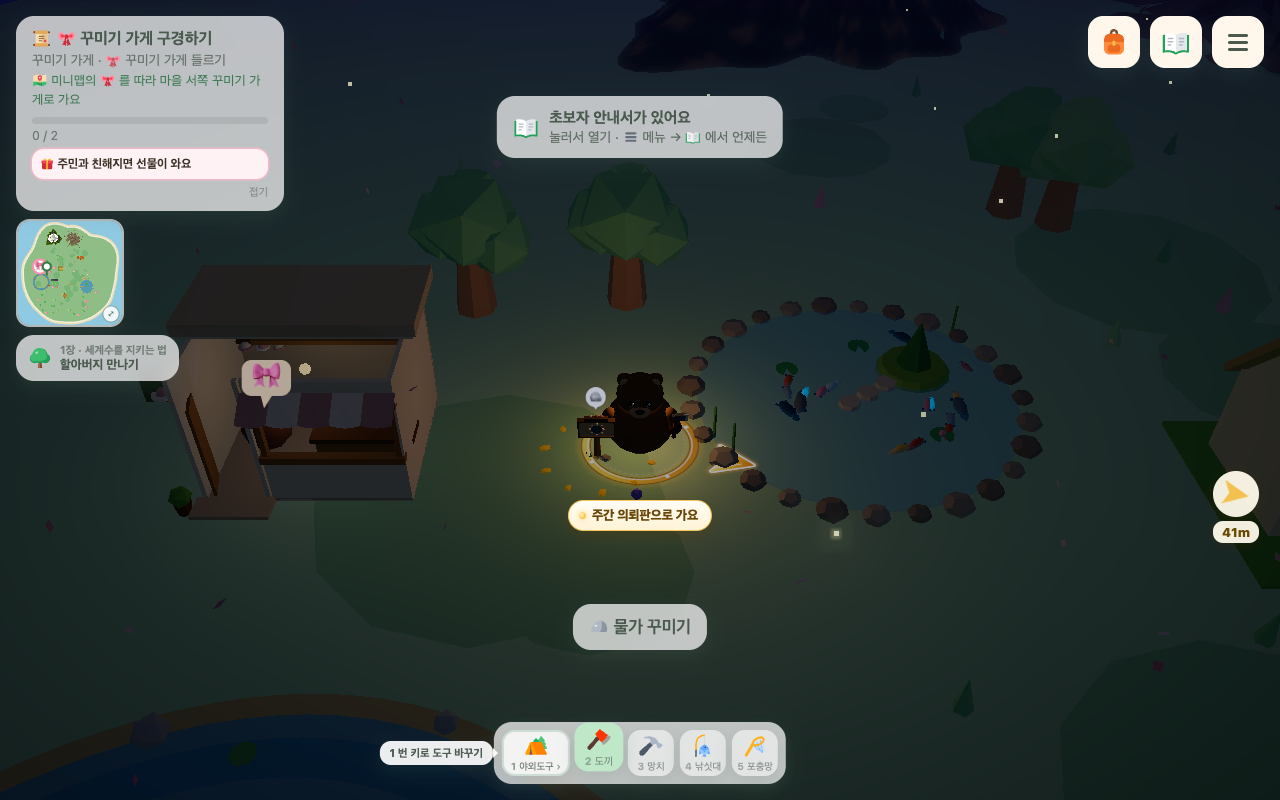 꾸미기 가게 구경하기
꾸미기 가게 · 꾸미기 가게 들르기
미니맵의 를 따라 마을 서쪽 꾸미기 가
게로 가요
0 / 2
주민과 친해지면 선물이 와요
접기
1장 · 세계수를 지키는 법
할아버지 만나기
초보자 안내서가 있어요
눌러서 열기 · 메뉴 → 에서 언제든
주간 의뢰판으로 가요
41m
물가 꾸미기
1 번 키로 도구 바꾸기
1 야외도구 ›
2 도끼
3 망치
4 낚싯대
5 포충망